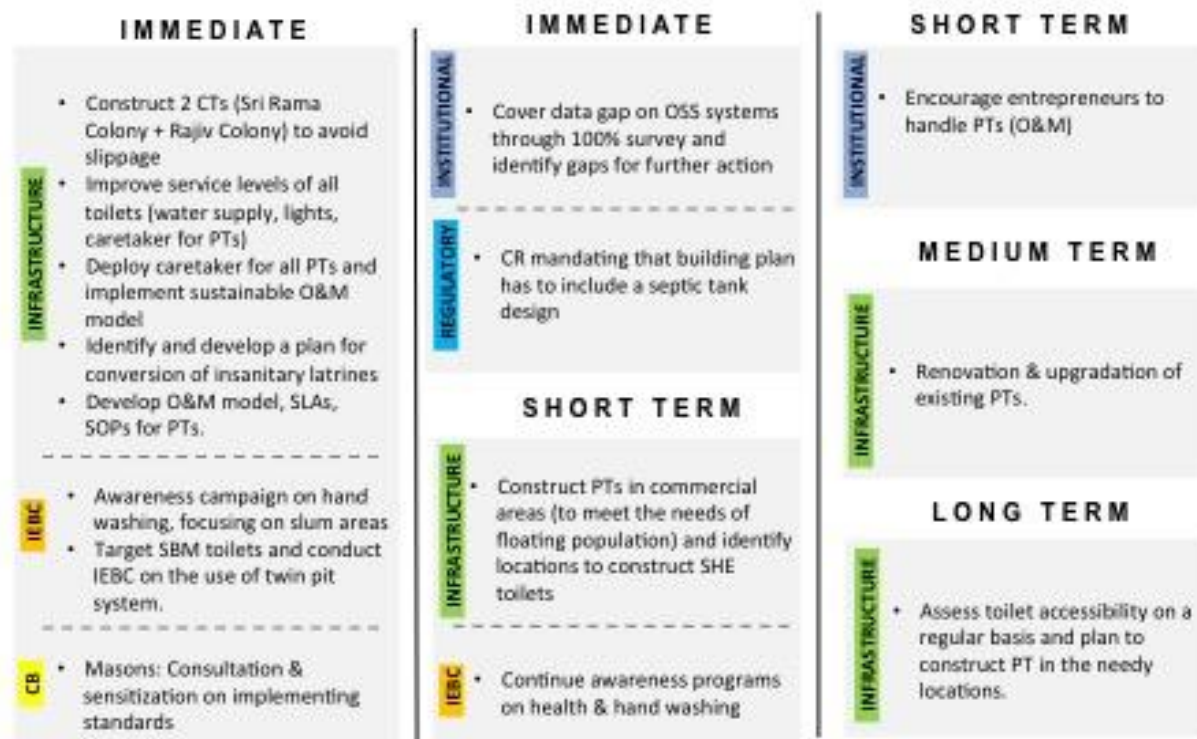 IMMEDIATE
INFRASTRUCTURE
• Construct 2 CTs (Sri Rama
Colony + Rajiv Colony) to avoid
slippage
• Improve service levels of all
toilets (water supply, lights,
caretaker for PTs)
• Deploy caretaker for all PTs and
implement sustainable O&M
model
• Identify and develop a plan for
conversion of insanitary latrines
• Develop O&M model, SLAs,
SOPs for PTs.
IEBC
• Awareness campaign on hand
washing, focusing on slum areas
• Target SBM toilets and conduct
IEBC on the use of twin pit
system.
CB
• Masons: Consultation &
sensitization on implementing
standards
IMMEDIATE
INSTITUTIONAL
• Cover data gap on OSS systems
through 100% survey and
identify gaps for further action
REGULATORY
• CR mandating that building plan
has to include a septic tank
design
SHORT TERM
INFRASTRUCTURE
• Construct PTs in commercial
areas (to meet the needs of
floating population) and identify
locations to construct SHE
toilets
IEBC
• Continue awareness programs
on health & hand washing
SHORT TERM
INSTITUTIONAL
• Encourage entrepreneurs to
handle PTs (O&M)
MEDIUM TERM
INFRASTRUCTURE
• Renovation & upgradation of
existing PTs.
LONG TERM
INFRASTRUCTURE
• Assess toilet accessibility on a
regular basis and plan to
construct PT in the needy
locations.